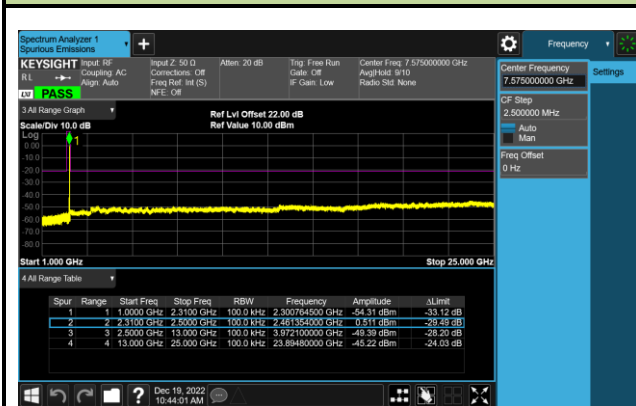 Spectrum Analyzer 1
Spurious Emissions
Frequency
KEYSIGHT
Input: RF
Coupling: AC
Align: Auto
Input Z: 50 Ω
Corrections: Off
Freq Ref: Int (S)
NFE: Off
Atten: 20 dB
Trig: Free Run
Gate: Off
IF Gain: Low
Center Freq: 7.575000000 GHz
Avg|Hold: 9/10
Radio Std: None
RL
LXI
PASS
Center Frequency
7.575000000 GHz
Settings
CF Step
2.500000 MHz
Auto
Man
Freq Offset
0 Hz
3 All Range Graph
Scale/Div 10.0 dB
Ref Lvl Offset 22.00 dB
Ref Value 10.00 dBm
Log
1
0.00
-10.0
-20.0
-30.0
-40.0
-50.0
-60.0
-70.0
-80.0
Start 1.000 GHz
Stop 25.000 GHz
4 All Range Table
Spur Range Start Freq Stop Freq RBW Frequency Amplitude ΔLimit
1 1 1.0000 GHz 2.3100 GHz 100.0 kHz 2.300764500 GHz -54.31 dBm -33.12 dB
2 2 2.3100 GHz 2.5000 GHz 100.0 kHz 2.461354000 GHz 0.511 dBm -29.49 dB
3 3 2.5000 GHz 13.000 GHz 100.0 kHz 3.972100000 GHz -49.39 dBm -28.20 dB
4 4 13.000 GHz 25.000 GHz 100.0 kHz 23.89480000 GHz -45.22 dBm -24.03 dB
Dec 19, 2022
10:44:01 AM